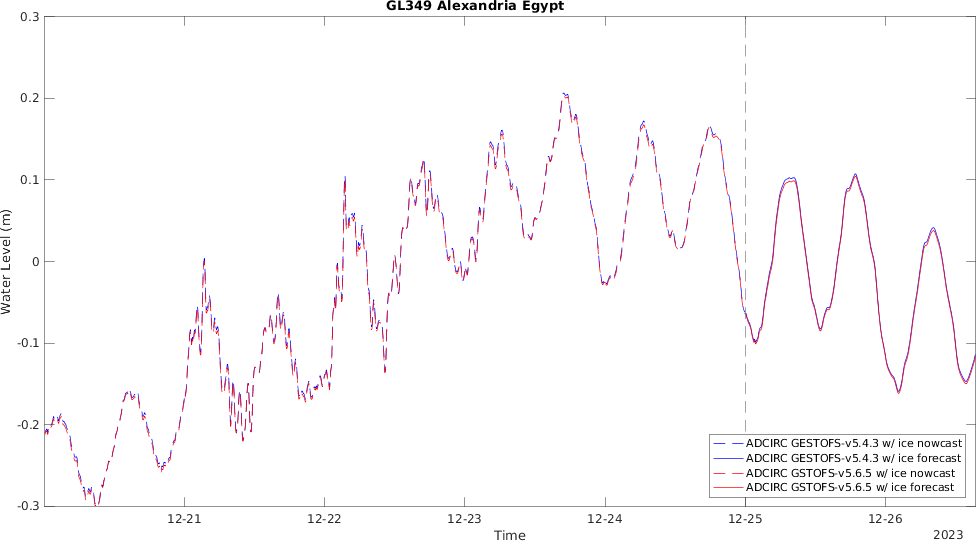 GL349 Alexandria Egypt
0.3
0.2
0.1
0
-0.1
-0.2
-0.3
Water Level (m)
12-21
12-22
12-23
12-24
12-25
12-26
Time
2023
ADCIRC GESTOFS-v5.4.3 w/ ice nowcast
ADCIRC GESTOFS-v5.4.3 w/ ice forecast
ADCIRC GSTOFS-v5.6.5 w/ ice nowcast
ADCIRC GSTOFS-v5.6.5 w/ ice forecast